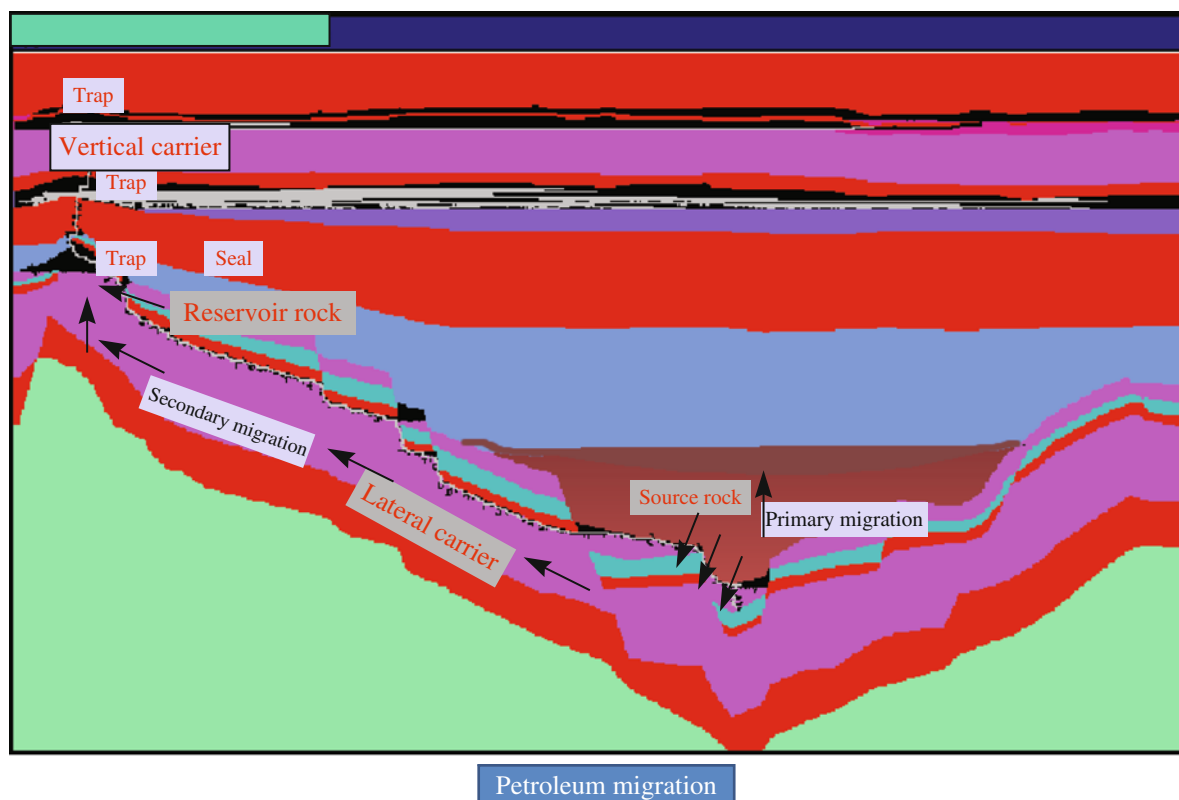 Trap
Vertical carrier
Trap
Trap
Seal
Reservoir rock
Secondary migration
Lateral carrier
Source rock
Primary migration
Petroleum migration